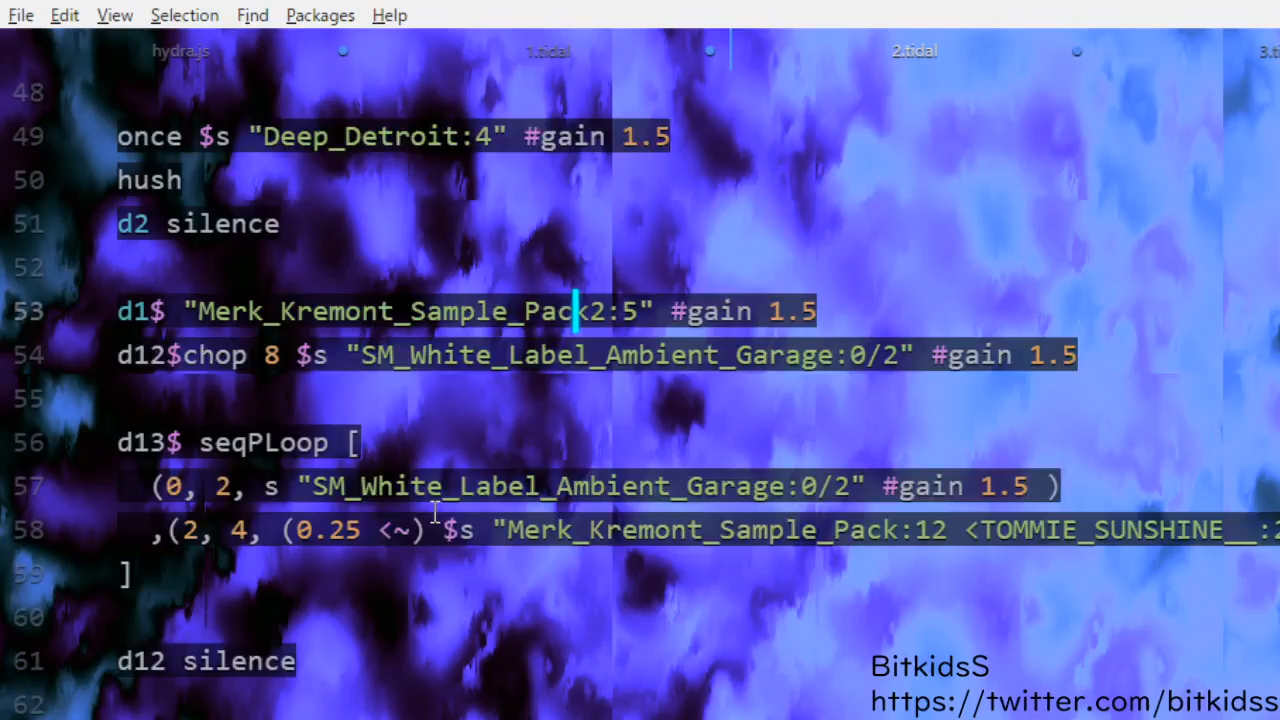 File Edit View Selection Find Packages Help
hydra.js 1.tidal 2.tidal
48
49 once $s "Deep_Detroit:4" #gain 1.5
50 hush
51 d2 silence
52
53 d1$ "Merk_Kremont_Sample_Pack2:5" #gain 1.5
54 d12$chop 8 $s "SM_White_Label_Ambient_Garage:0/2" #gain 1.5
55
56 d13$ seqPLoop [
57 (0, 2, s "SM_White_Label_Ambient_Garage:0/2" #gain 1.5 )
58 ,(2, 4, (0.25 <~) $s "Merk_Kremont_Sample_Pack:12 <TOMMIE_SUNSHINE__:2
59 ]
60
61 d12 silence
62
BitkidsS
https://twitter.com/bitkidss